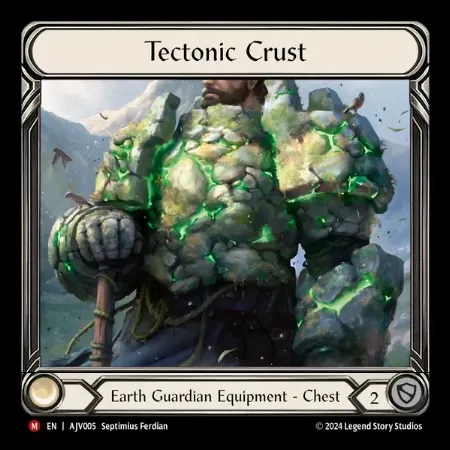 Tectonic Crust
Earth Guardian Equipment - Chest 2
M EN | AJV005 Septimius Ferdian © 2024 Legend Story Studios